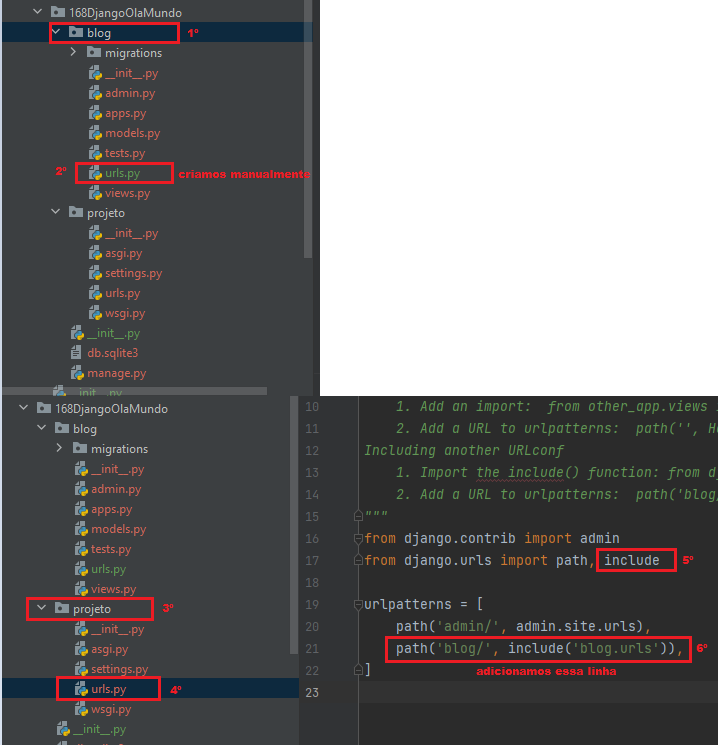 168DjangoOlaMundo
blog 1º
migrations
__init__.py
admin.py
apps.py
models.py
tests.py
2º urls.py criamos manualmente
views.py
projeto
__init__.py
asgi.py
settings.py
urls.py
wsgi.py
__init__.py
db.sqlite3
manage.py
__init__.py
168DjangoOlaMundo
blog
migrations
__init__.py
admin.py
apps.py
models.py
tests.py
urls.py
views.py
projeto 3º
__init__.py
asgi.py
settings.py
urls.py 4º
wsgi.py
__init__.py
10 1. Add an import:  from other_app.views
11 2. Add a URL to urlpatterns:  path('',
12 Including another URLconf
13 1. Import the include() function: from
14 2. Add a URL to urlpatterns:  path('blog/
15 """
16 from django.contrib import admin
17 from django.urls import path, include 5º
18
19 urlpatterns = [
20 path('admin/', admin.site.urls),
21 path('blog/', include('blog.urls')), 6º
22 ] adicionamos essa linha
23